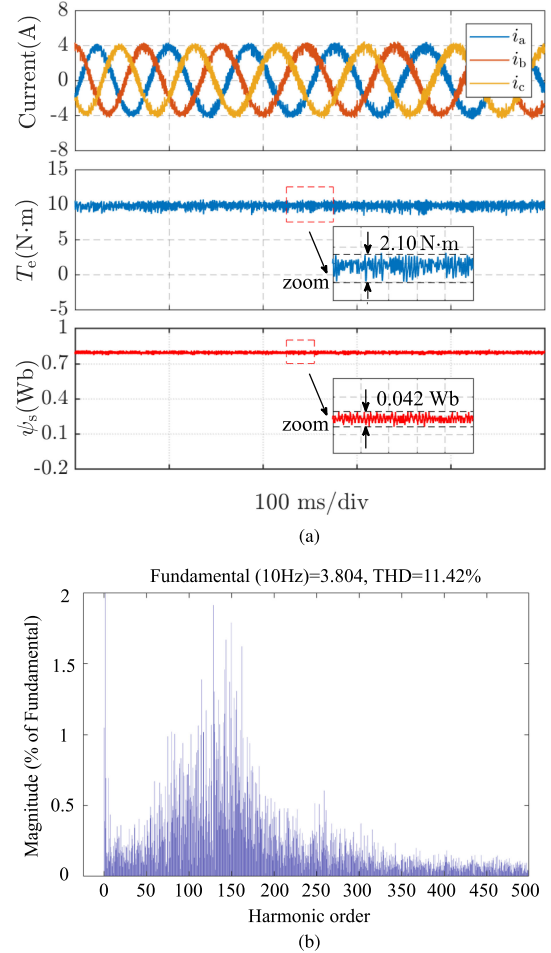 Current(A)
8
4
0
-4
-8
i_a
i_b
i_c
T_e(N·m)
15
10
5
0
-5
2.10 N·m
zoom
ψ_s(Wb)
1
0.7
0.4
0.1
-0.2
0.042 Wb
zoom
100 ms/div
(a)
Fundamental (10Hz)=3.804, THD=11.42%
Magnitude (% of Fundamental)
2
1.5
1
0.5
0
0 50 100 150 200 250 300 350 400 450 500
Harmonic order
(b)